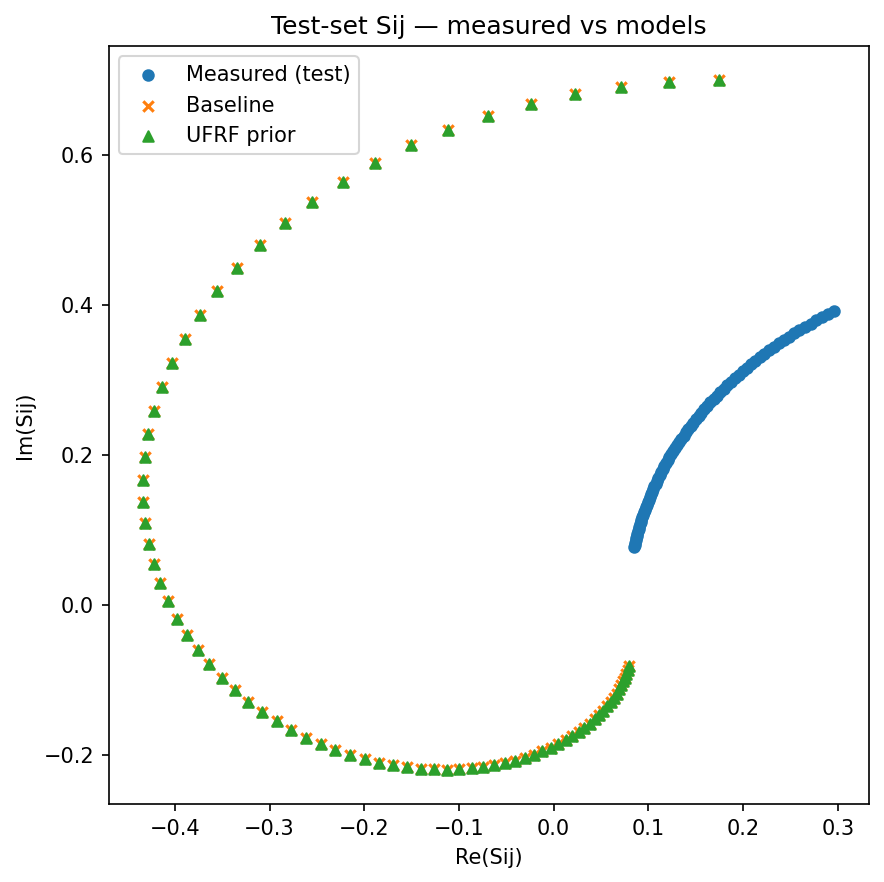 Test-set Sij — measured vs models
Measured (test)
Baseline
UFRF prior
0.6
0.4
0.2
0.0
−0.2
Im(Sij)
−0.4
−0.3
−0.2
−0.1
0.0
0.1
0.2
0.3
Re(Sij)